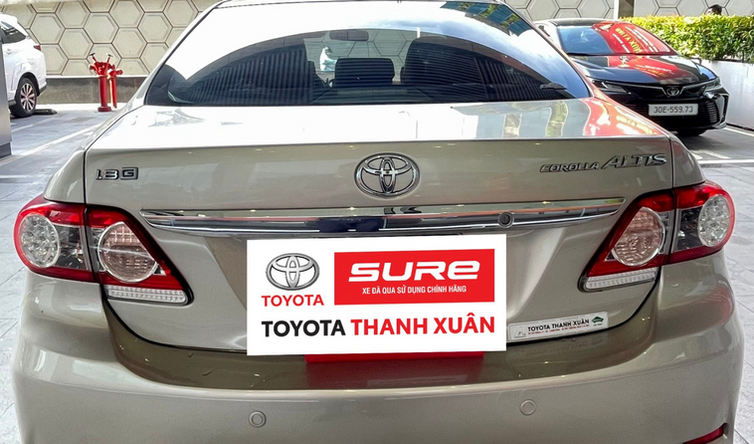 1.8G
COROLLA ALTIS
30E-559.73
SURE
TOYOTA
XE ĐÃ QUA SỬ DỤNG CHÍNH HÃNG
TOYOTA THANH XUÂN
TOYOTA THANH XUÂN